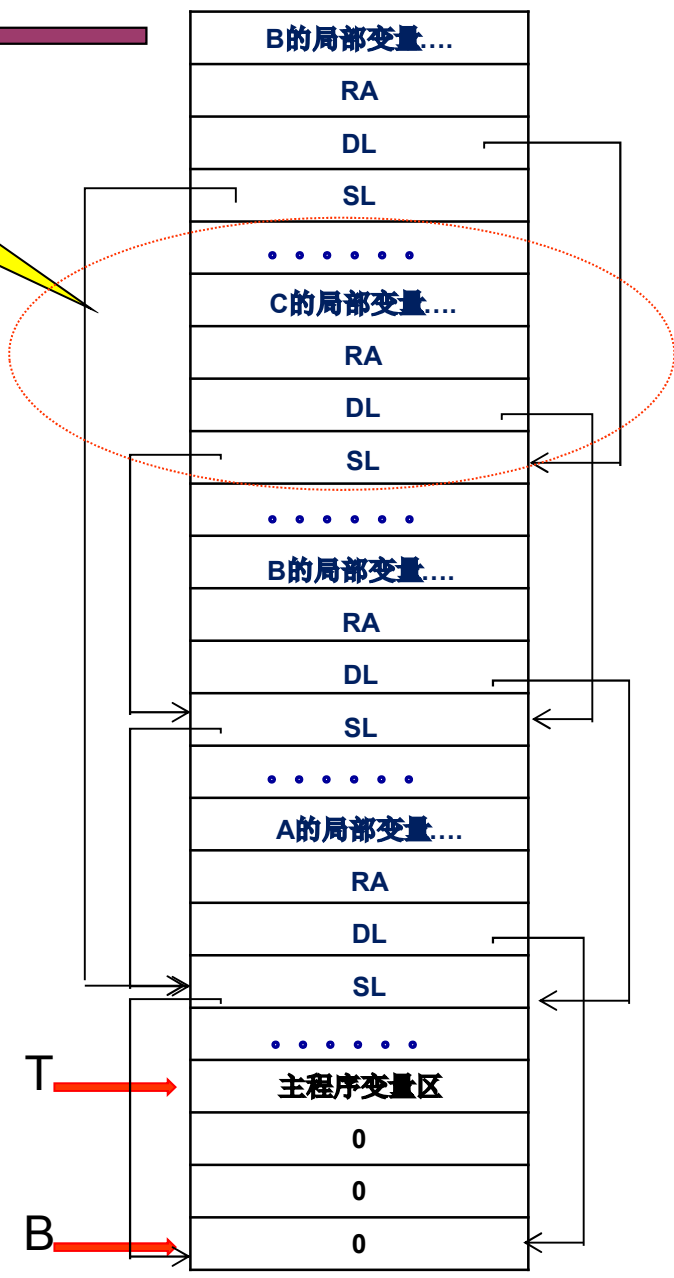 B的局部变量....
RA
DL
SL
......
C的局部变量....
RA
DL
SL
......
B的局部变量....
RA
DL
SL
......
A的局部变量....
RA
DL
SL
......
T
主程序变量区
0
0
B
0